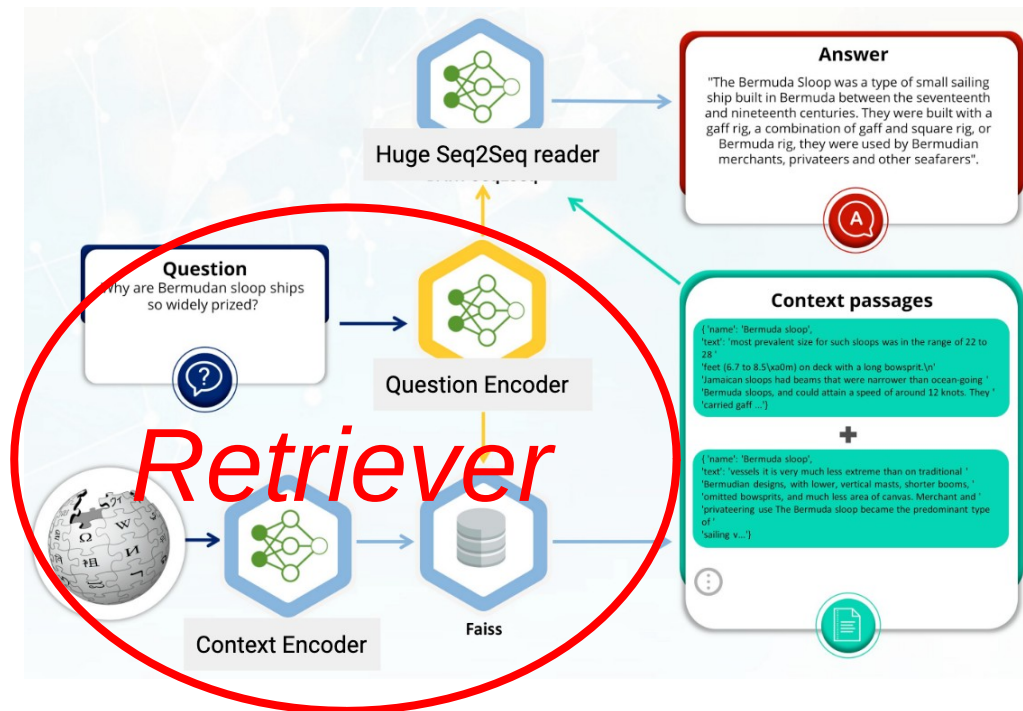 Answer
"The Bermuda Sloop was a type of small sailing
ship built in Bermuda between the seventeenth
and nineteenth centuries. They were built with a
gaff rig, a combination of gaff and square rig, or
Bermuda rig, they were used by Bermudian
merchants, privateers and other seafarers".
A
Huge Seq2Seq reader
Question
Why are Bermudan sloop ships
so widely prized?
?
Question Encoder
Retriever
W
Ω
И
祖
Context Encoder
Faiss
Context passages
{ 'name': 'Bermuda sloop',
'text': 'most prevalent size for such sloops was in the range of 22 to
28 '
'feet (6.7 to 8.5\xa0m) on deck with a long bowsprit.\n'
'Jamaican sloops had beams that were narrower than ocean-going '
'Bermuda sloops, and could attain a speed of around 12 knots. They '
'carried gaff ...'}
+
{ 'name': 'Bermuda sloop',
'text': 'vessels it is very much less extreme than on traditional '
'Bermudian designs, with lower, vertical masts, shorter booms, '
'omitted bowsprits, and much less area of canvas. Merchant and '
'privateering use The Bermuda sloop became the predominant type
of '
'sailing v...'}